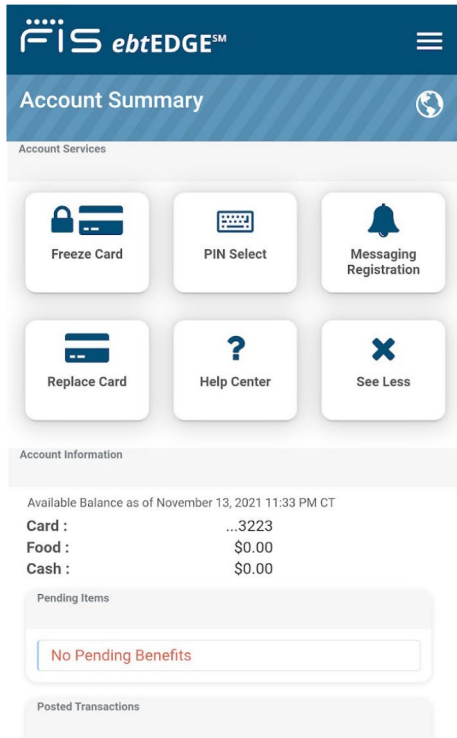 FIS ebtEDGE℠
Account Summary
Account Services
Freeze Card
PIN Select
Messaging
Registration
Replace Card
Help Center
See Less
Account Information
Available Balance as of November 13, 2021 11:33 PM CT
Card : ...3223
Food : $0.00
Cash : $0.00
Pending Items
No Pending Benefits
Posted Transactions